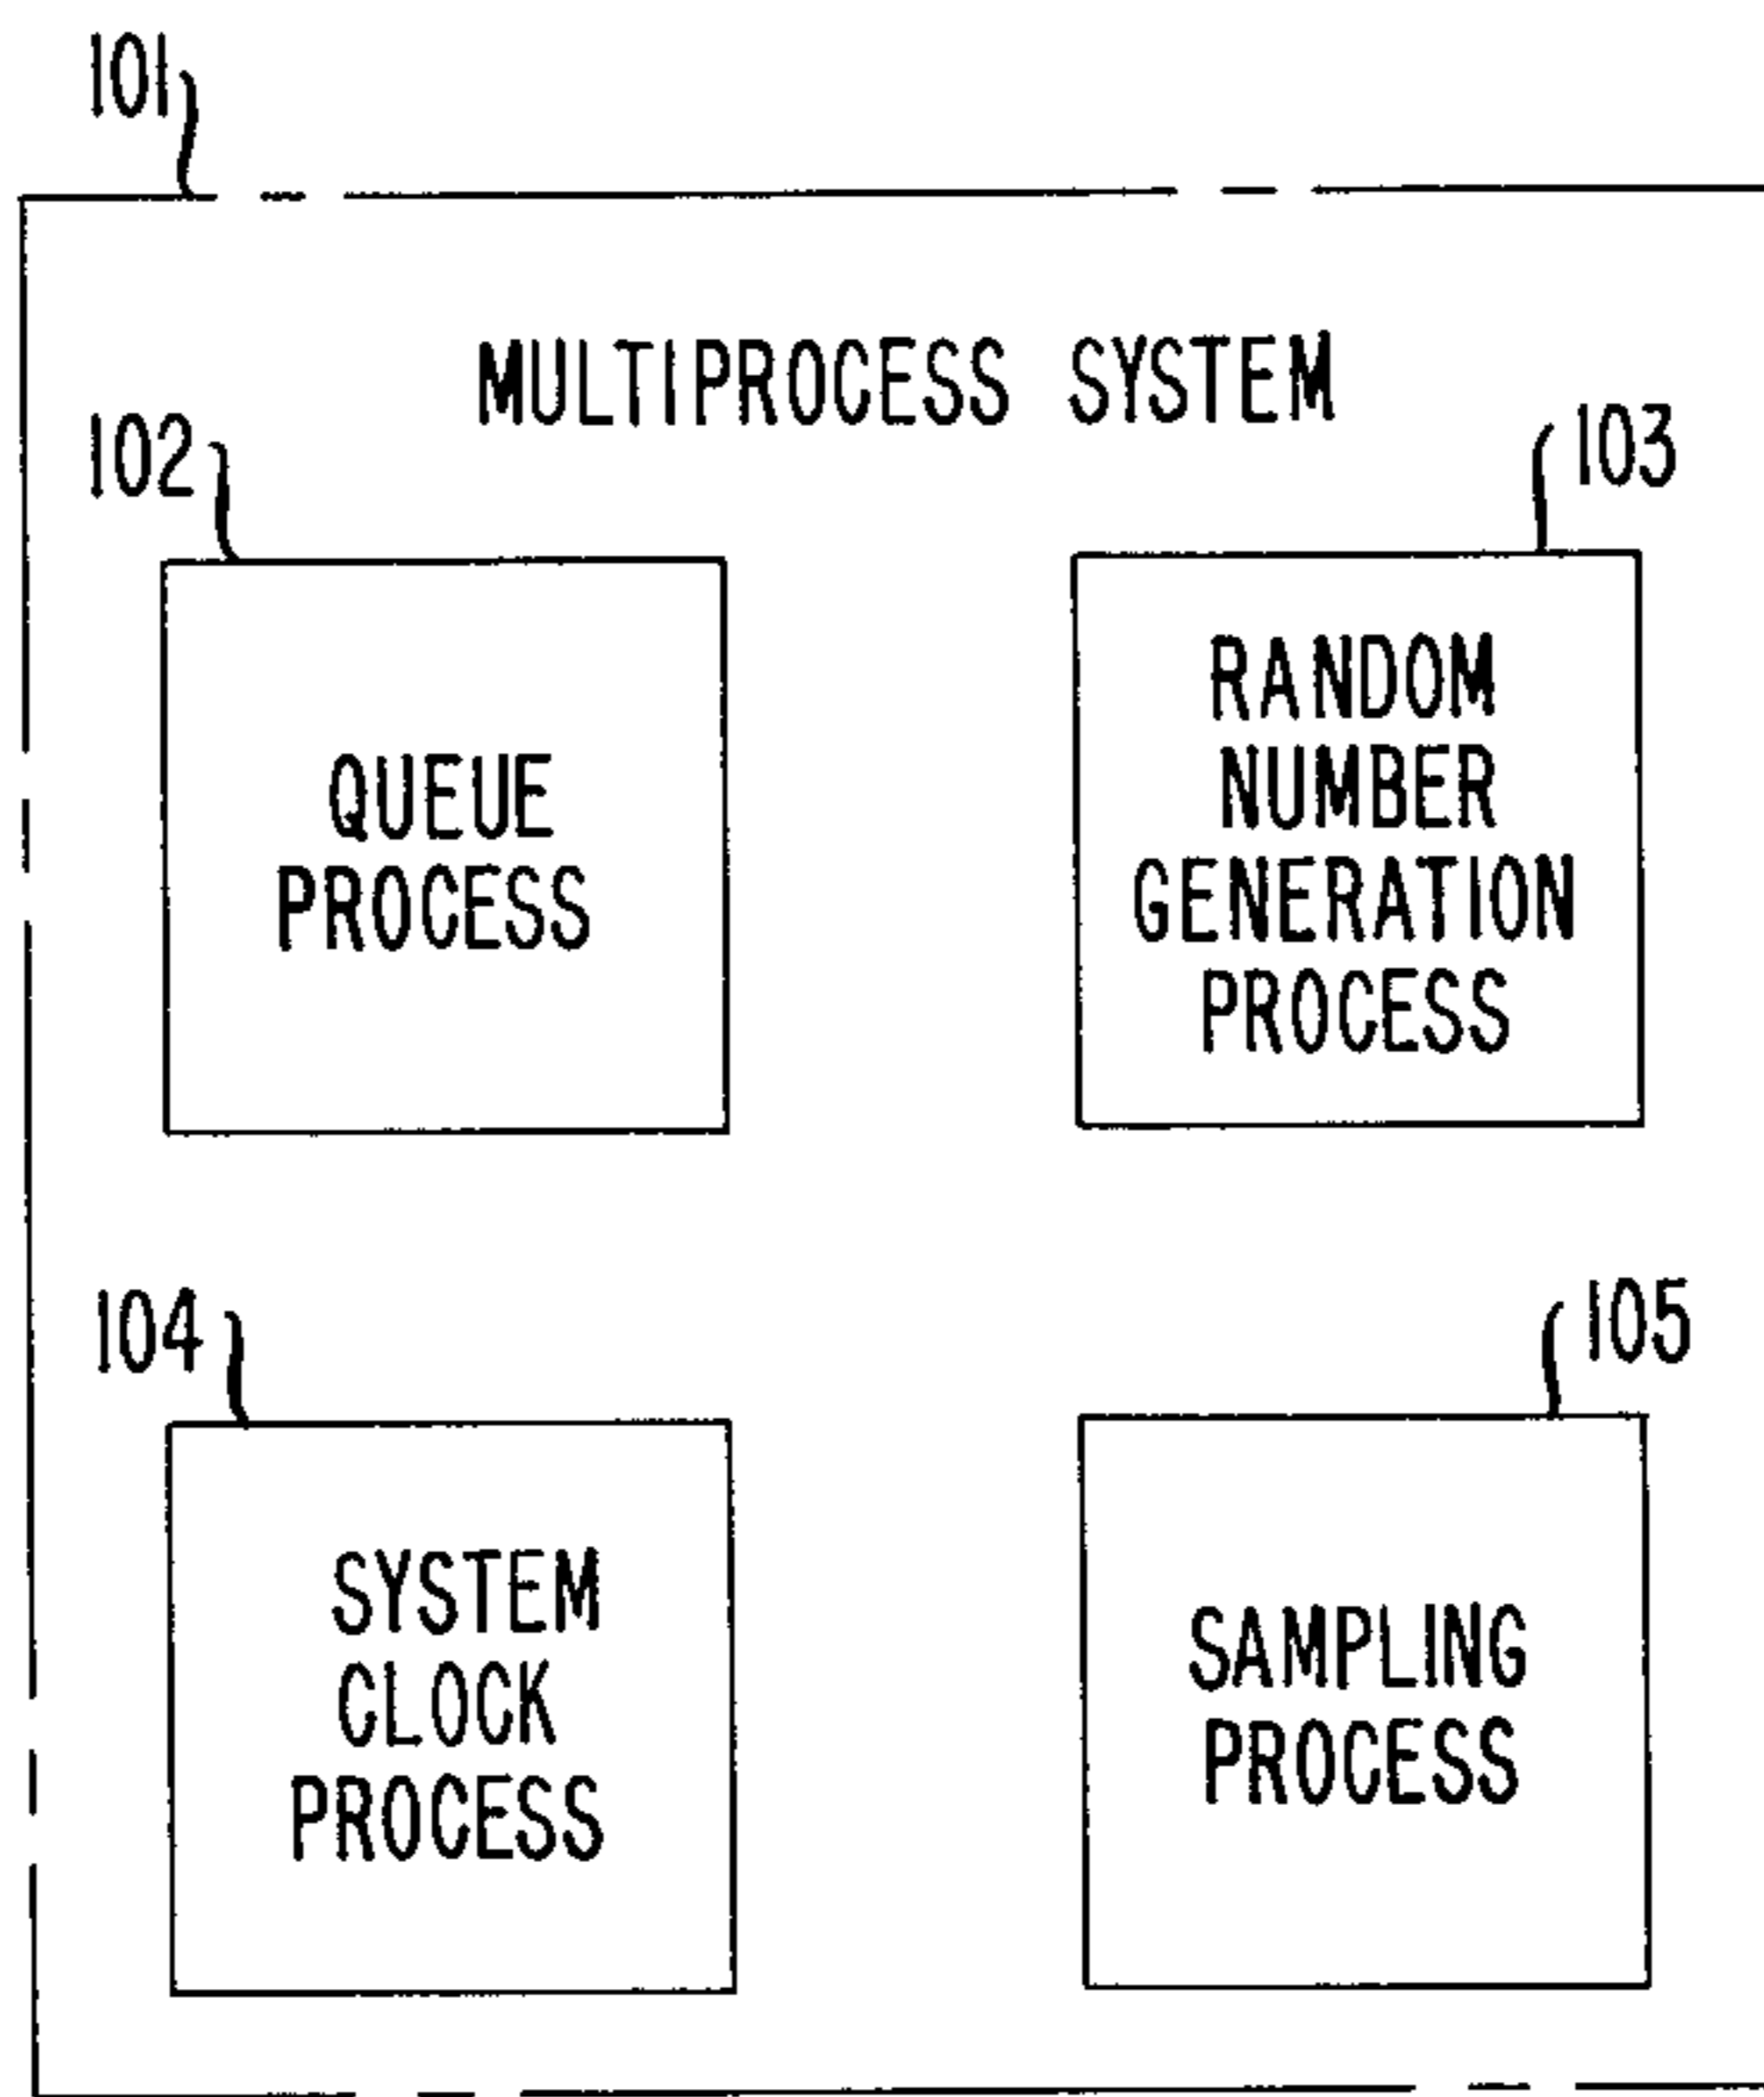 101
MULTIPROCESS SYSTEM
102
103
QUEUE
PROCESS
RANDOM
NUMBER
GENERATION
PROCESS
104
105
SYSTEM
CLOCK
PROCESS
SAMPLING
PROCESS